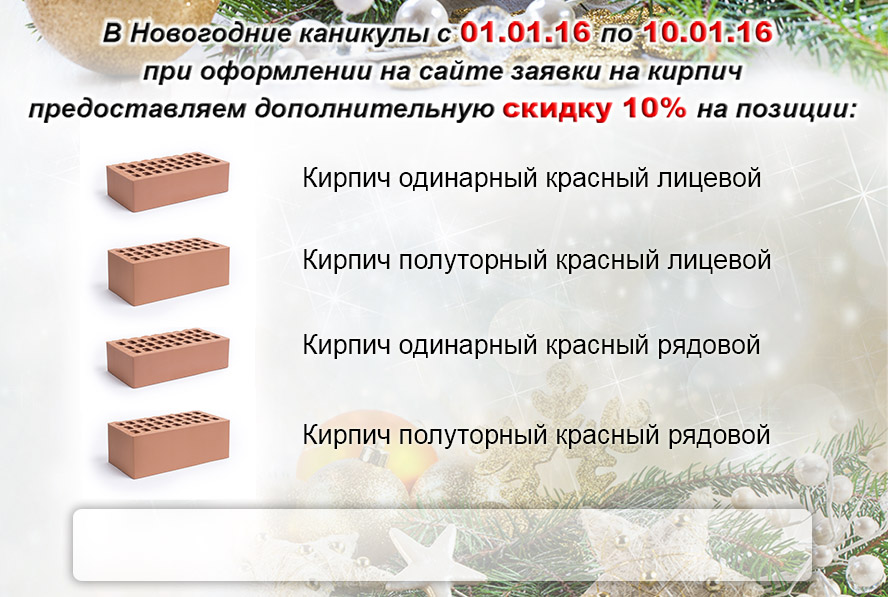 В Новогодние каникулы с 01.01.16 по 10.01.16
при оформлении на сайте заявки на кирпич
предоставляем дополнительную скидку 10% на позиции:
Кирпич одинарный красный лицевой
Кирпич полуторный красный лицевой
Кирпич одинарный красный рядовой
Кирпич полуторный красный рядовой